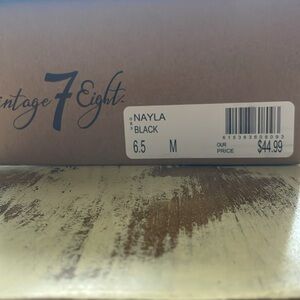 intage 7 Eight.
NAYLA
BLACK
6.5 M
OUR
PRICE $44.99